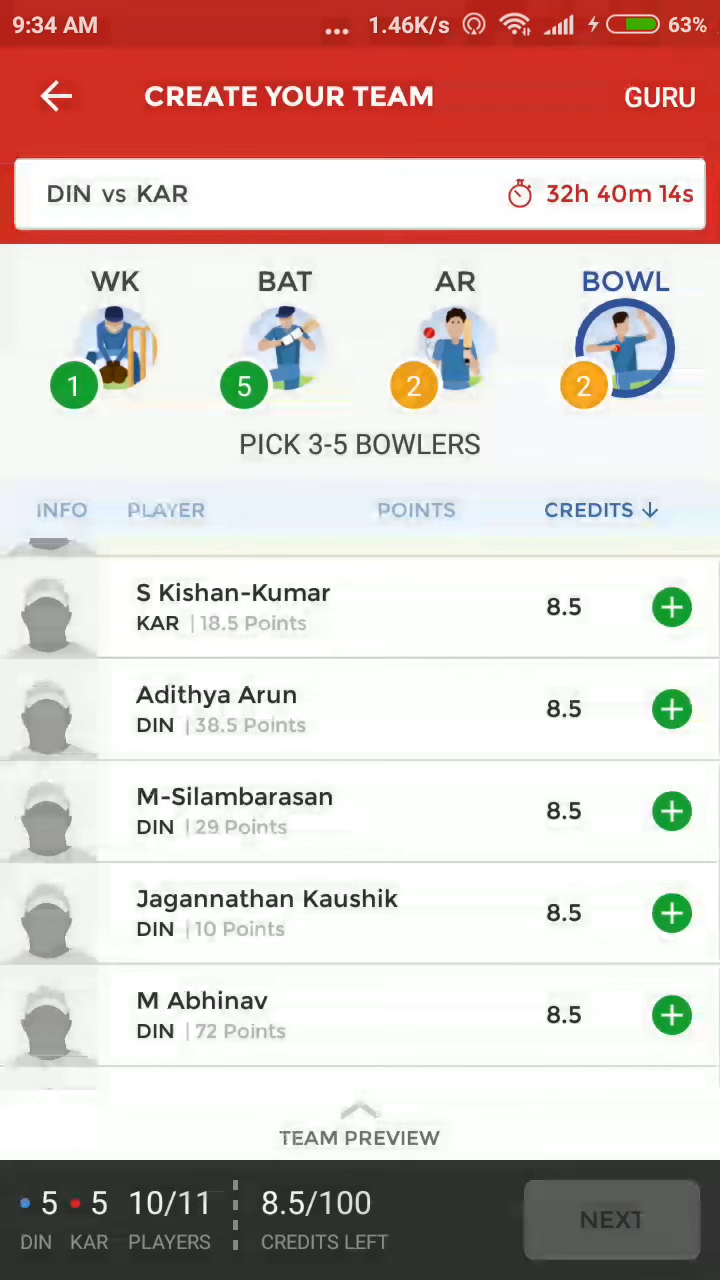 9:34 AM ... 1.46K/s 63%
CREATE YOUR TEAM GURU
DIN vs KAR 32h 40m 14s
WK BAT AR BOWL
1 5 2 2
PICK 3-5 BOWLERS
INFO PLAYER POINTS CREDITS ↓
S Kishan-Kumar
KAR | 18.5 Points 8.5 +
Adithya Arun
DIN | 38.5 Points 8.5 +
M-Silambarasan
DIN | 29 Points 8.5 +
Jagannathan Kaushik
DIN | 10 Points 8.5 +
M Abhinav
DIN | 72 Points 8.5 +
TEAM PREVIEW
5 5 10/11 8.5/100 NEXT
DIN KAR PLAYERS CREDITS LEFT